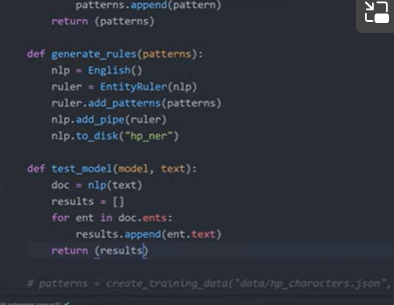 patterns.append(pattern)
return (patterns)
def generate_rules(patterns):
nlp = English()
ruler = EntityRuler(nlp)
ruler.add_patterns(patterns)
nlp.add_pipe(ruler)
nlp.to_disk("hp_ner")
def test_model(model, text):
doc = nlp(text)
results = []
for ent in doc.ents:
results.append(ent.text)
return (results)
# patterns = create_training_data("data/hp_characters.json",